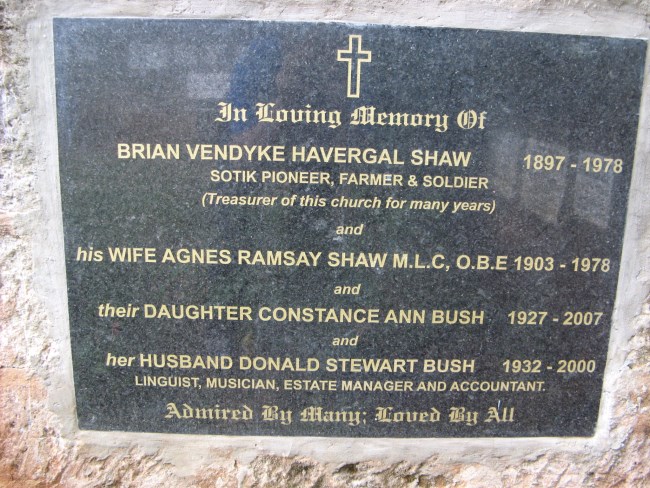 In Loving Memory Of
BRIAN VENDYKE HAVERGAL SHAW 1897 - 1978
SOTIK PIONEER, FARMER & SOLDIER
(Treasurer of this church for many years)
and
his WIFE AGNES RAMSAY SHAW M.L.C, O.B.E 1903 - 1978
and
their DAUGHTER CONSTANCE ANN BUSH 1927 - 2007
and
her HUSBAND DONALD STEWART BUSH 1932 - 2000
LINGUIST, MUSICIAN, ESTATE MANAGER AND ACCOUNTANT.
Admired By Many; Loved By All